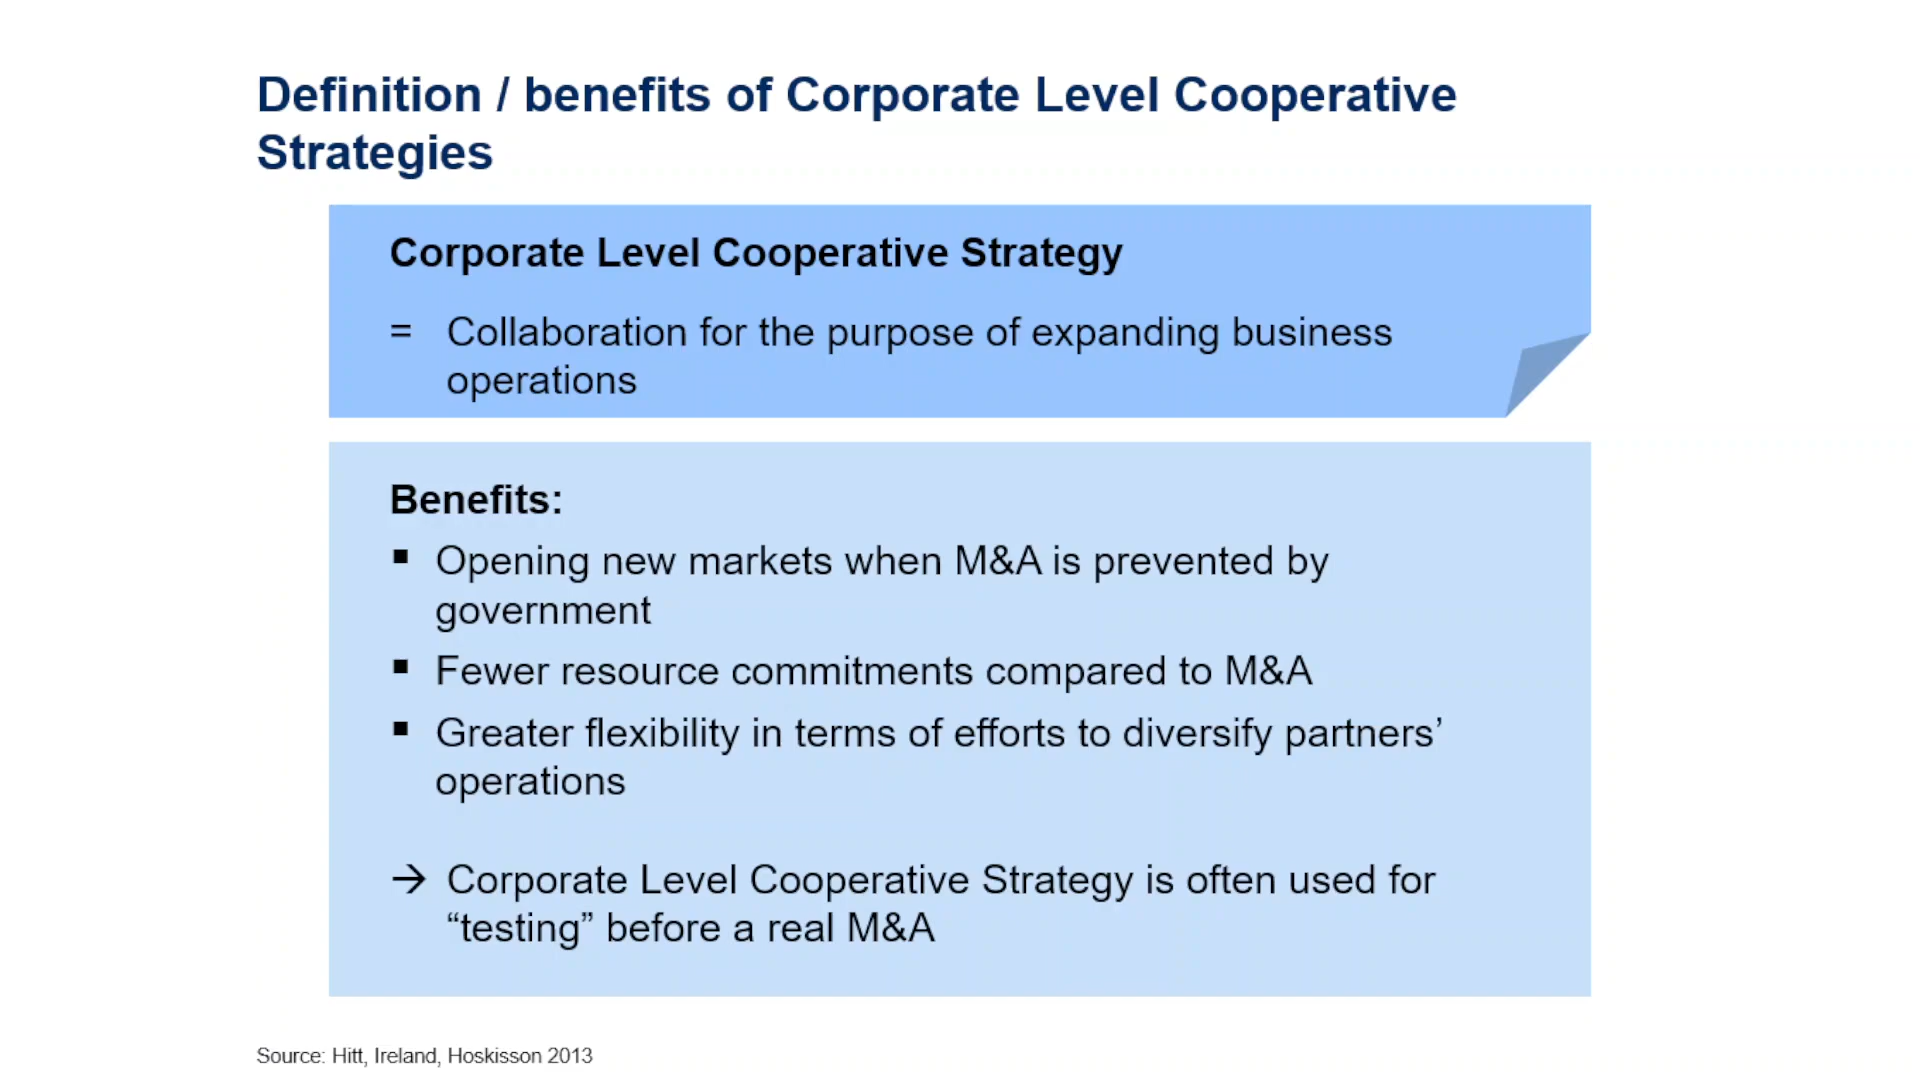 Definition / benefits of Corporate Level Cooperative
Strategies
Corporate Level Cooperative Strategy
= Collaboration for the purpose of expanding business
operations
Benefits:
▪ Opening new markets when M&A is prevented by
government
▪ Fewer resource commitments compared to M&A
▪ Greater flexibility in terms of efforts to diversify partners’
operations
→ Corporate Level Cooperative Strategy is often used for
“testing” before a real M&A
Source: Hitt, Ireland, Hoskisson 2013